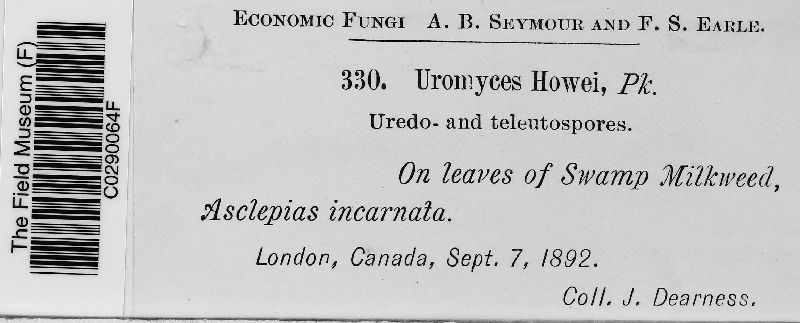 The Field Museum (F)
C0290064F
ECONOMIC FUNGI A. B. SEYMOUR AND F. S. EARLE.
330. Uromyces Howei, Pk.
Uredo- and teleutospores.
On leaves of Swamp Milkweed,
Asclepias incarnata.
London, Canada, Sept. 7, 1892.
Coll. J. Dearness.